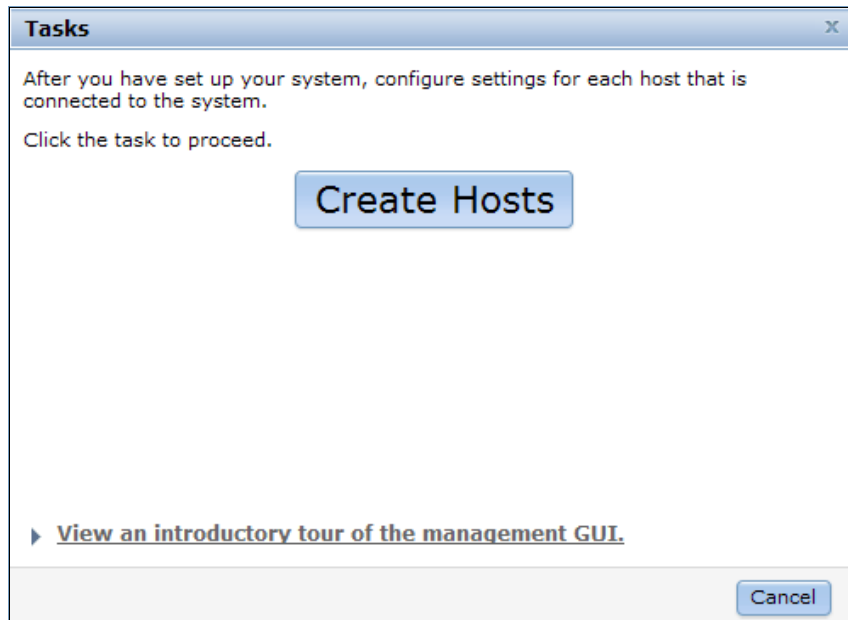 Tasks
x
After you have set up your system, configure settings for each host that is
connected to the system.
Click the task to proceed.
Create Hosts
View an introductory tour of the management GUI.
Cancel